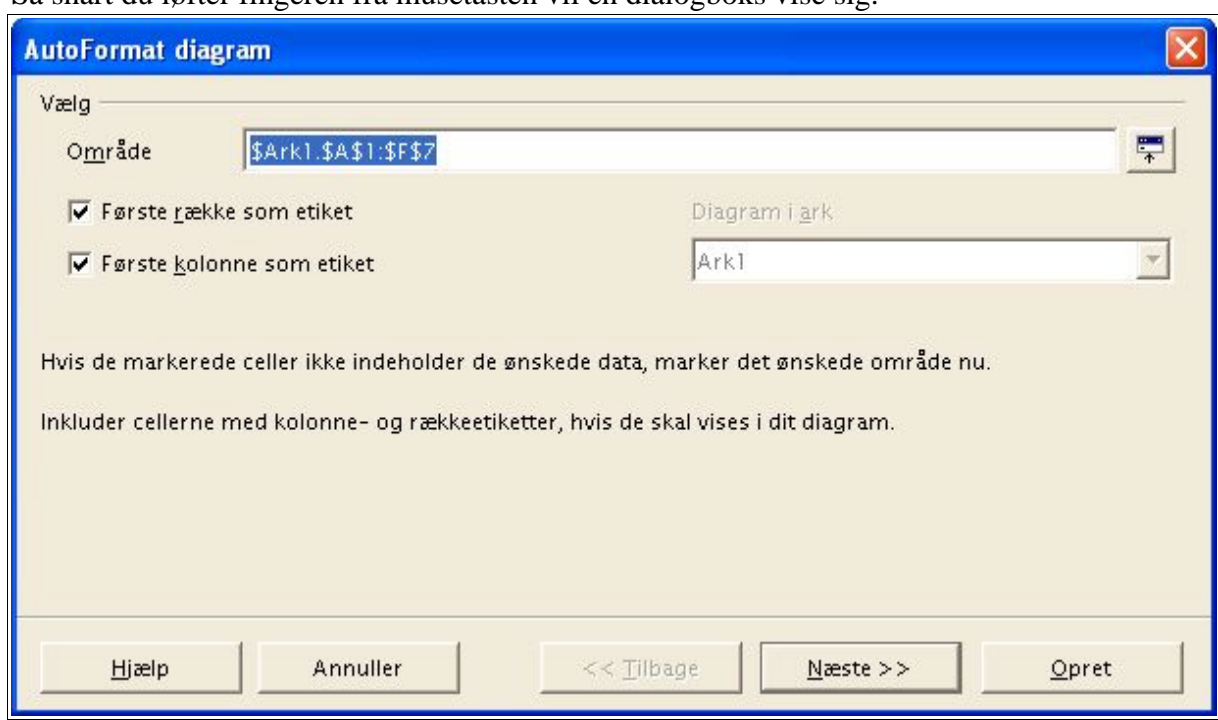 Så snart du løfter fingeren fra musetasten vil en dialogboks vise sig:
AutoFormat diagram
Vælg
Område
$Ark1.$A$1:$F$7
Første række som etiket
Diagram i ark
Første kolonne som etiket
Ark1
Hvis de markerede celler ikke indeholder de ønskede data, marker det ønskede område nu.
Inkluder cellerne med kolonne- og rækkeetiketter, hvis de skal vises i dit diagram.
Hjælp
Annuller
<< Tilbage
Næste >>
Opret